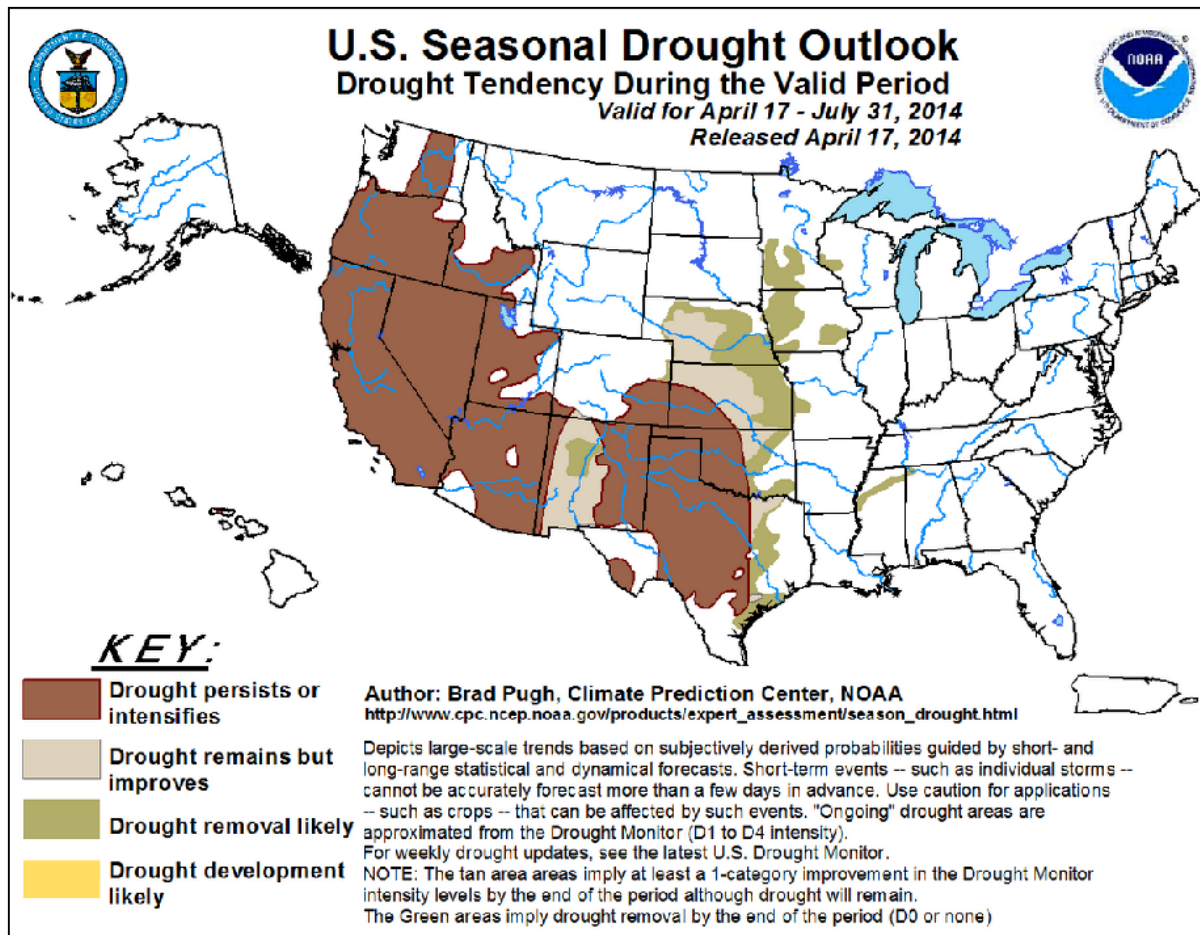 U.S. Seasonal Drought Outlook
Drought Tendency During the Valid Period
Valid for April 17 - July 31, 2014
Released April 17, 2014
NOAA
KEY:
Drought persists or
intensifies
Drought remains but
improves
Drought removal likely
Drought development
likely
Author: Brad Pugh, Climate Prediction Center, NOAA
http://www.cpc.ncep.noaa.gov/products/expert_assessment/season_drought.html
Depicts large-scale trends based on subjectively derived probabilities guided by short- and
long-range statistical and dynamical forecasts. Short-term events -- such as individual storms --
cannot be accurately forecast more than a few days in advance. Use caution for applications
-- such as crops -- that can be affected by such events. "Ongoing" drought areas are
approximated from the Drought Monitor (D1 to D4 intensity).
For weekly drought updates, see the latest U.S. Drought Monitor.
NOTE: The tan area areas imply at least a 1-category improvement in the Drought Monitor
intensity levels by the end of the period although drought will remain.
The Green areas imply drought removal by the end of the period (D0 or none)